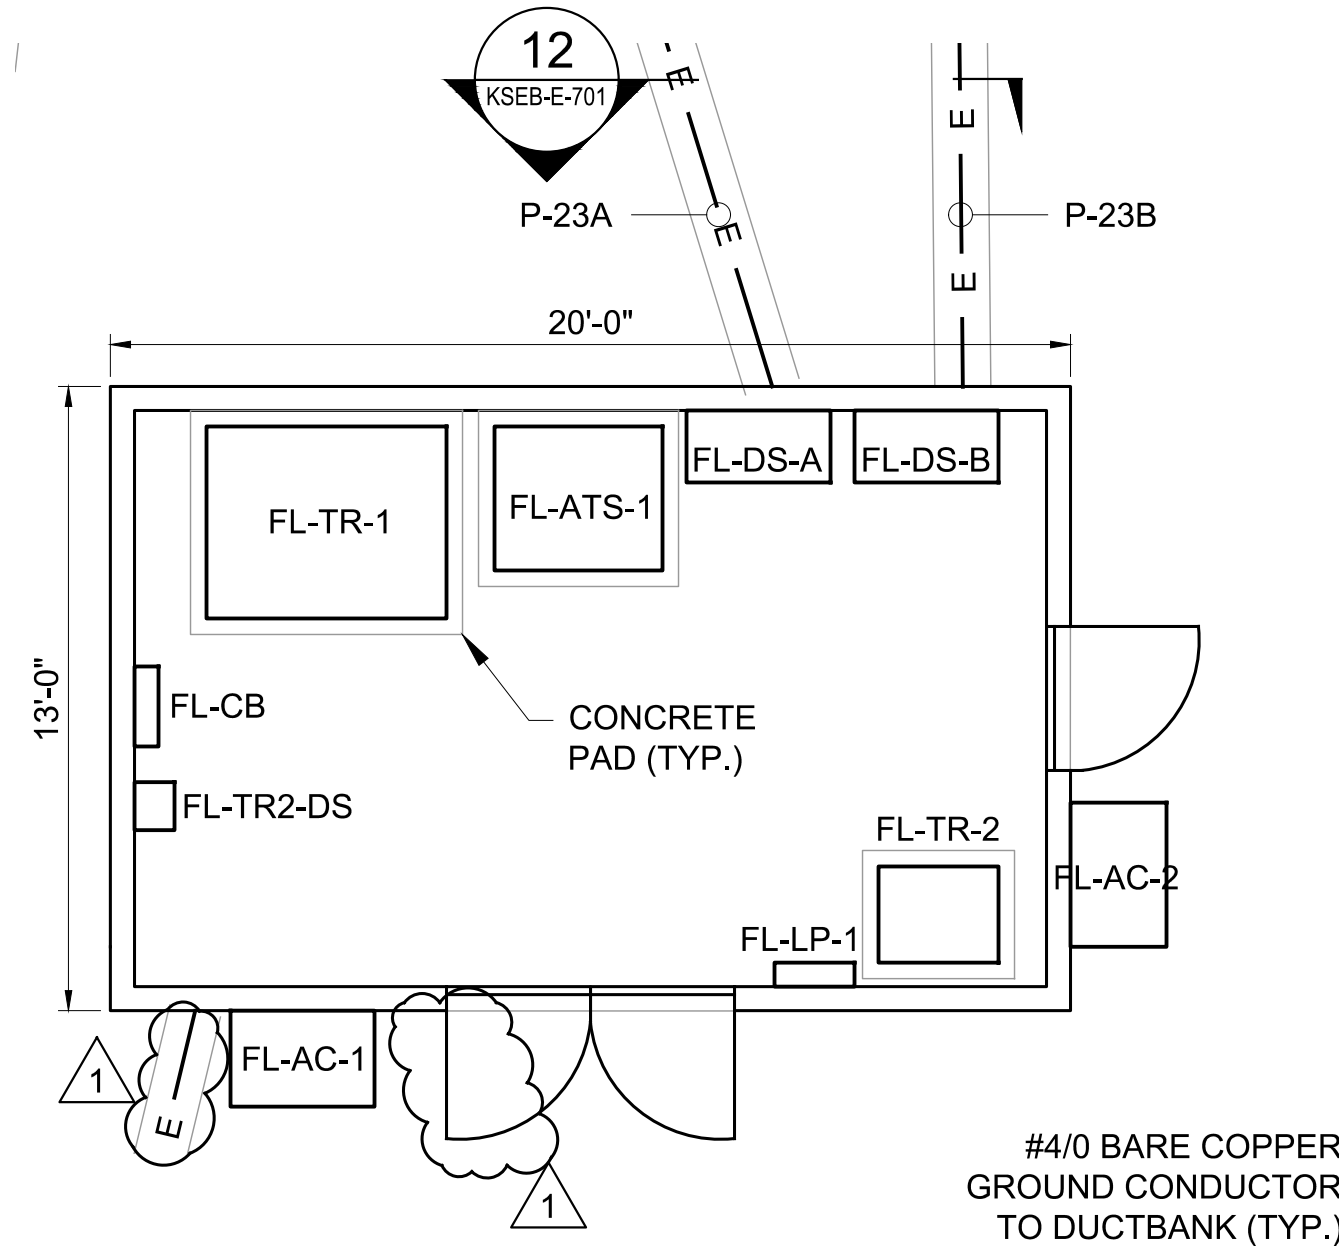 12
KSEB-E-701
E
E
P-23A
P-23B
E
E
20'-0"
FL-DS-A
FL-DS-B
FL-TR-1
FL-ATS-1
13'-0"
FL-CB
CONCRETE
PAD (TYP.)
FL-TR2-DS
FL-TR-2
FL-AC-2
FL-LP-1
FL-AC-1
1
E
1
#4/0 BARE COPPER
GROUND CONDUCTOR
TO DUCTBANK (TYP.)